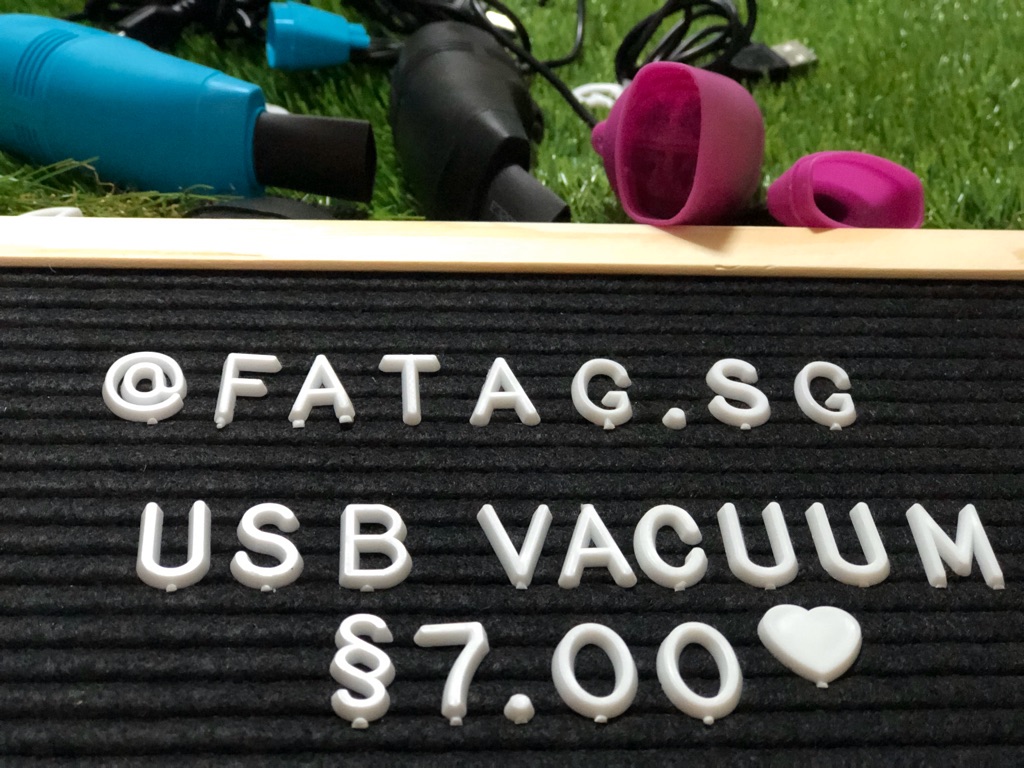 @FATAG.SG
USB VACUUM
§7.00♥